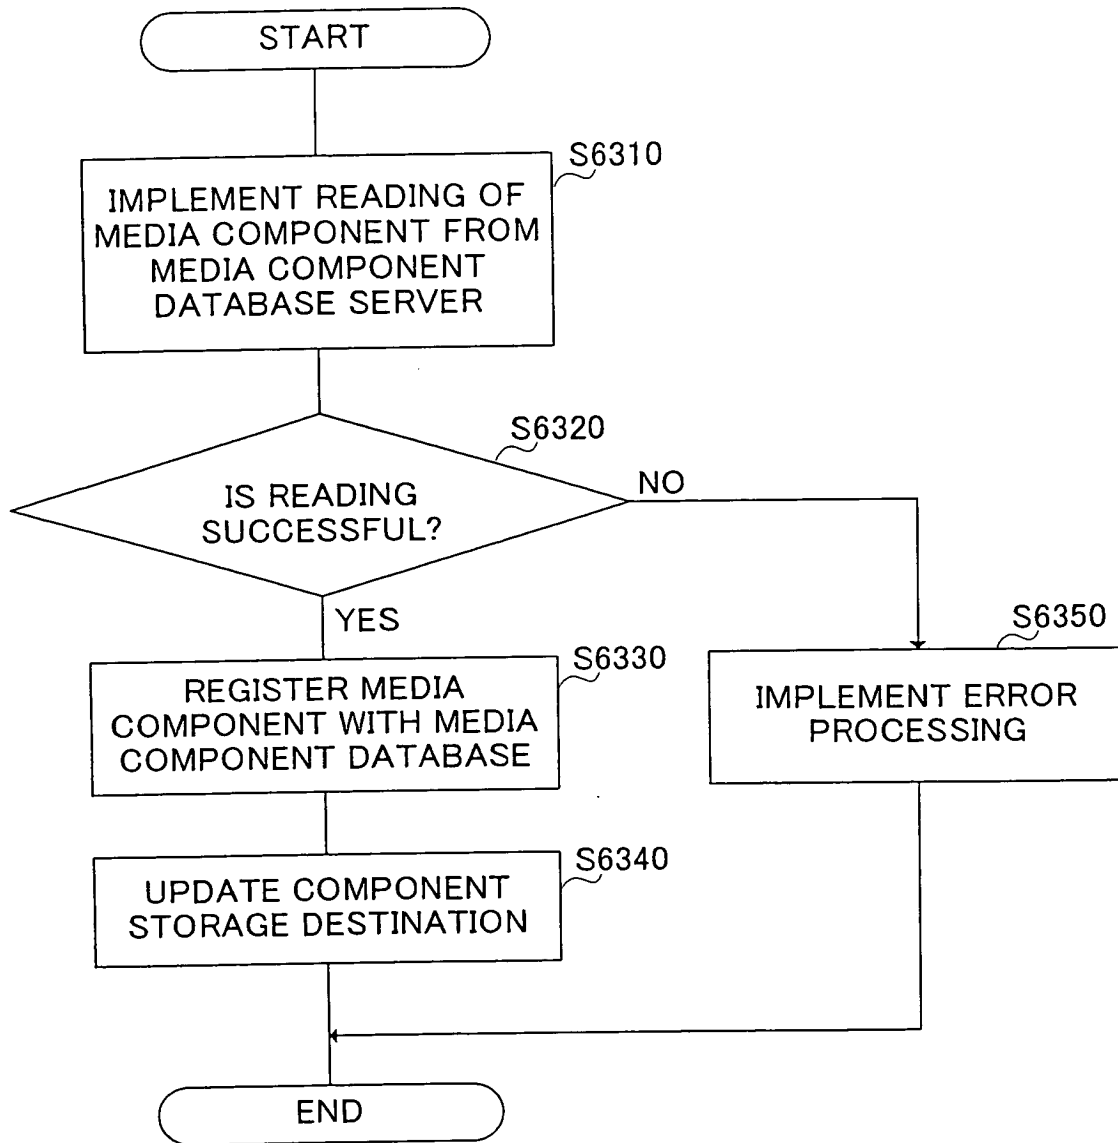 START
S6310
IMPLEMENT READING OF
MEDIA COMPONENT FROM
MEDIA COMPONENT
DATABASE SERVER
S6320
IS READING
SUCCESSFUL?
NO
YES
S6330
REGISTER MEDIA
COMPONENT WITH MEDIA
COMPONENT DATABASE
S6350
IMPLEMENT ERROR
PROCESSING
S6340
UPDATE COMPONENT
STORAGE DESTINATION
END